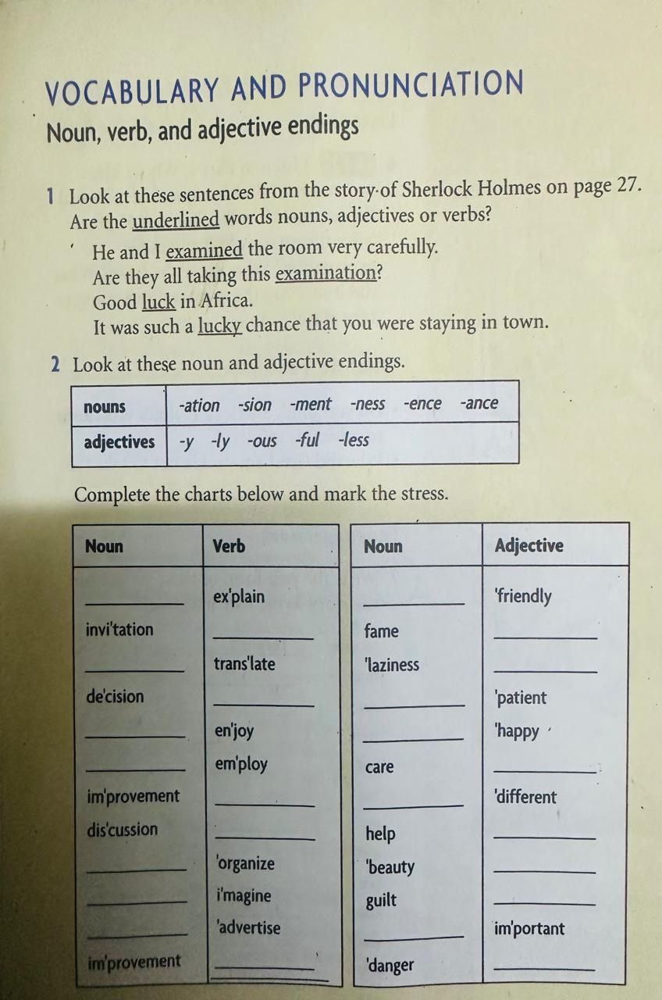 VOCABULARY AND PRONUNCIATION
Noun, verb, and adjective endings
1 Look at these sentences from the story of Sherlock Holmes on page 27.
Are the underlined words nouns, adjectives or verbs?
He and I examined the room very carefully.
Are they all taking this examination?
Good luck in Africa.
It was such a lucky chance that you were staying in town.
2 Look at these noun and adjective endings.
nouns -ation -sion -ment -ness -ence -ance
adjectives -y -ly -ous -ful -less
Complete the charts below and mark the stress.
Noun Verb
ex'plain
invi'tation
trans'late
de'cision
en'joy
em'ploy
im'provement
dis'cussion
'organize
i'magine
'advertise
im'provement
Noun Adjective
'friendly
fame
'laziness
'patient
'happy
care
'different
help
'beauty
guilt
im'portant
'danger